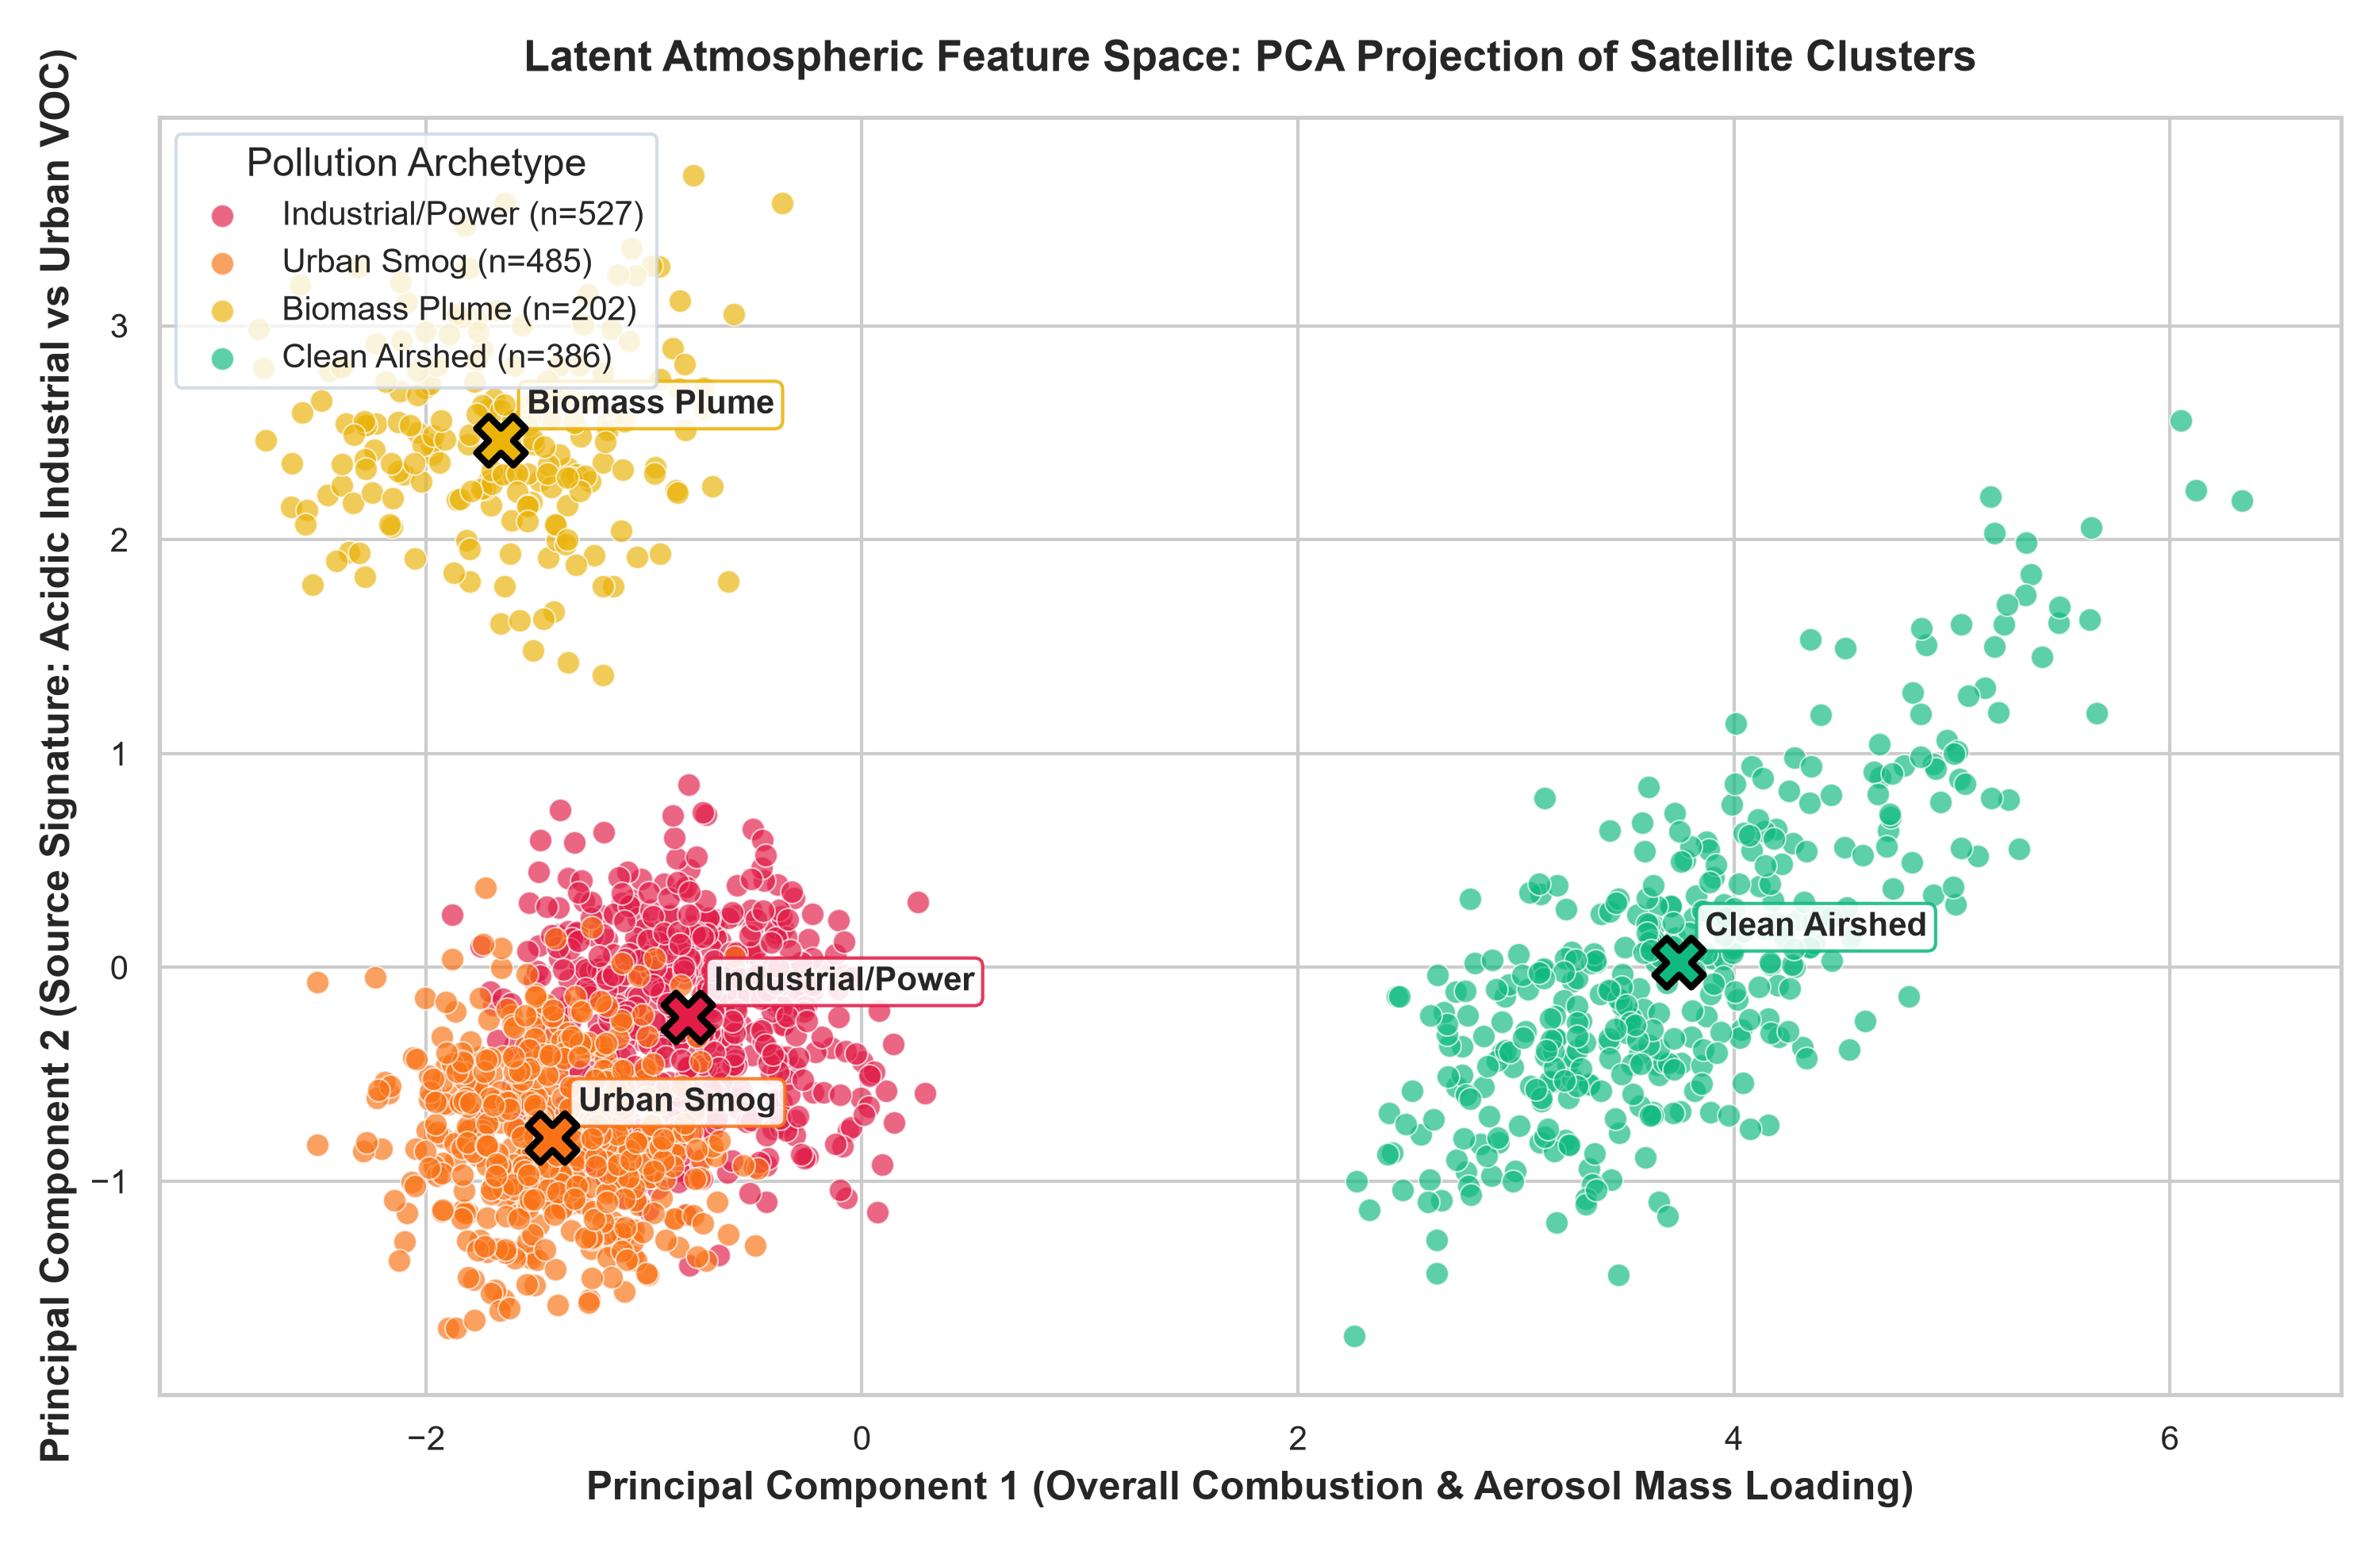 Latent Atmospheric Feature Space: PCA Projection of Satellite Clusters
Principal Component 2 (Source Signature: Acidic Industrial vs Urban VOC)
Pollution Archetype
Industrial/Power (n=527)
Urban Smog (n=485)
Biomass Plume (n=202)
Clean Airshed (n=386)
3
2
1
0
−1
Biomass Plume
Clean Airshed
Industrial/Power
Urban Smog
−2
0
2
4
6
Principal Component 1 (Overall Combustion & Aerosol Mass Loading)